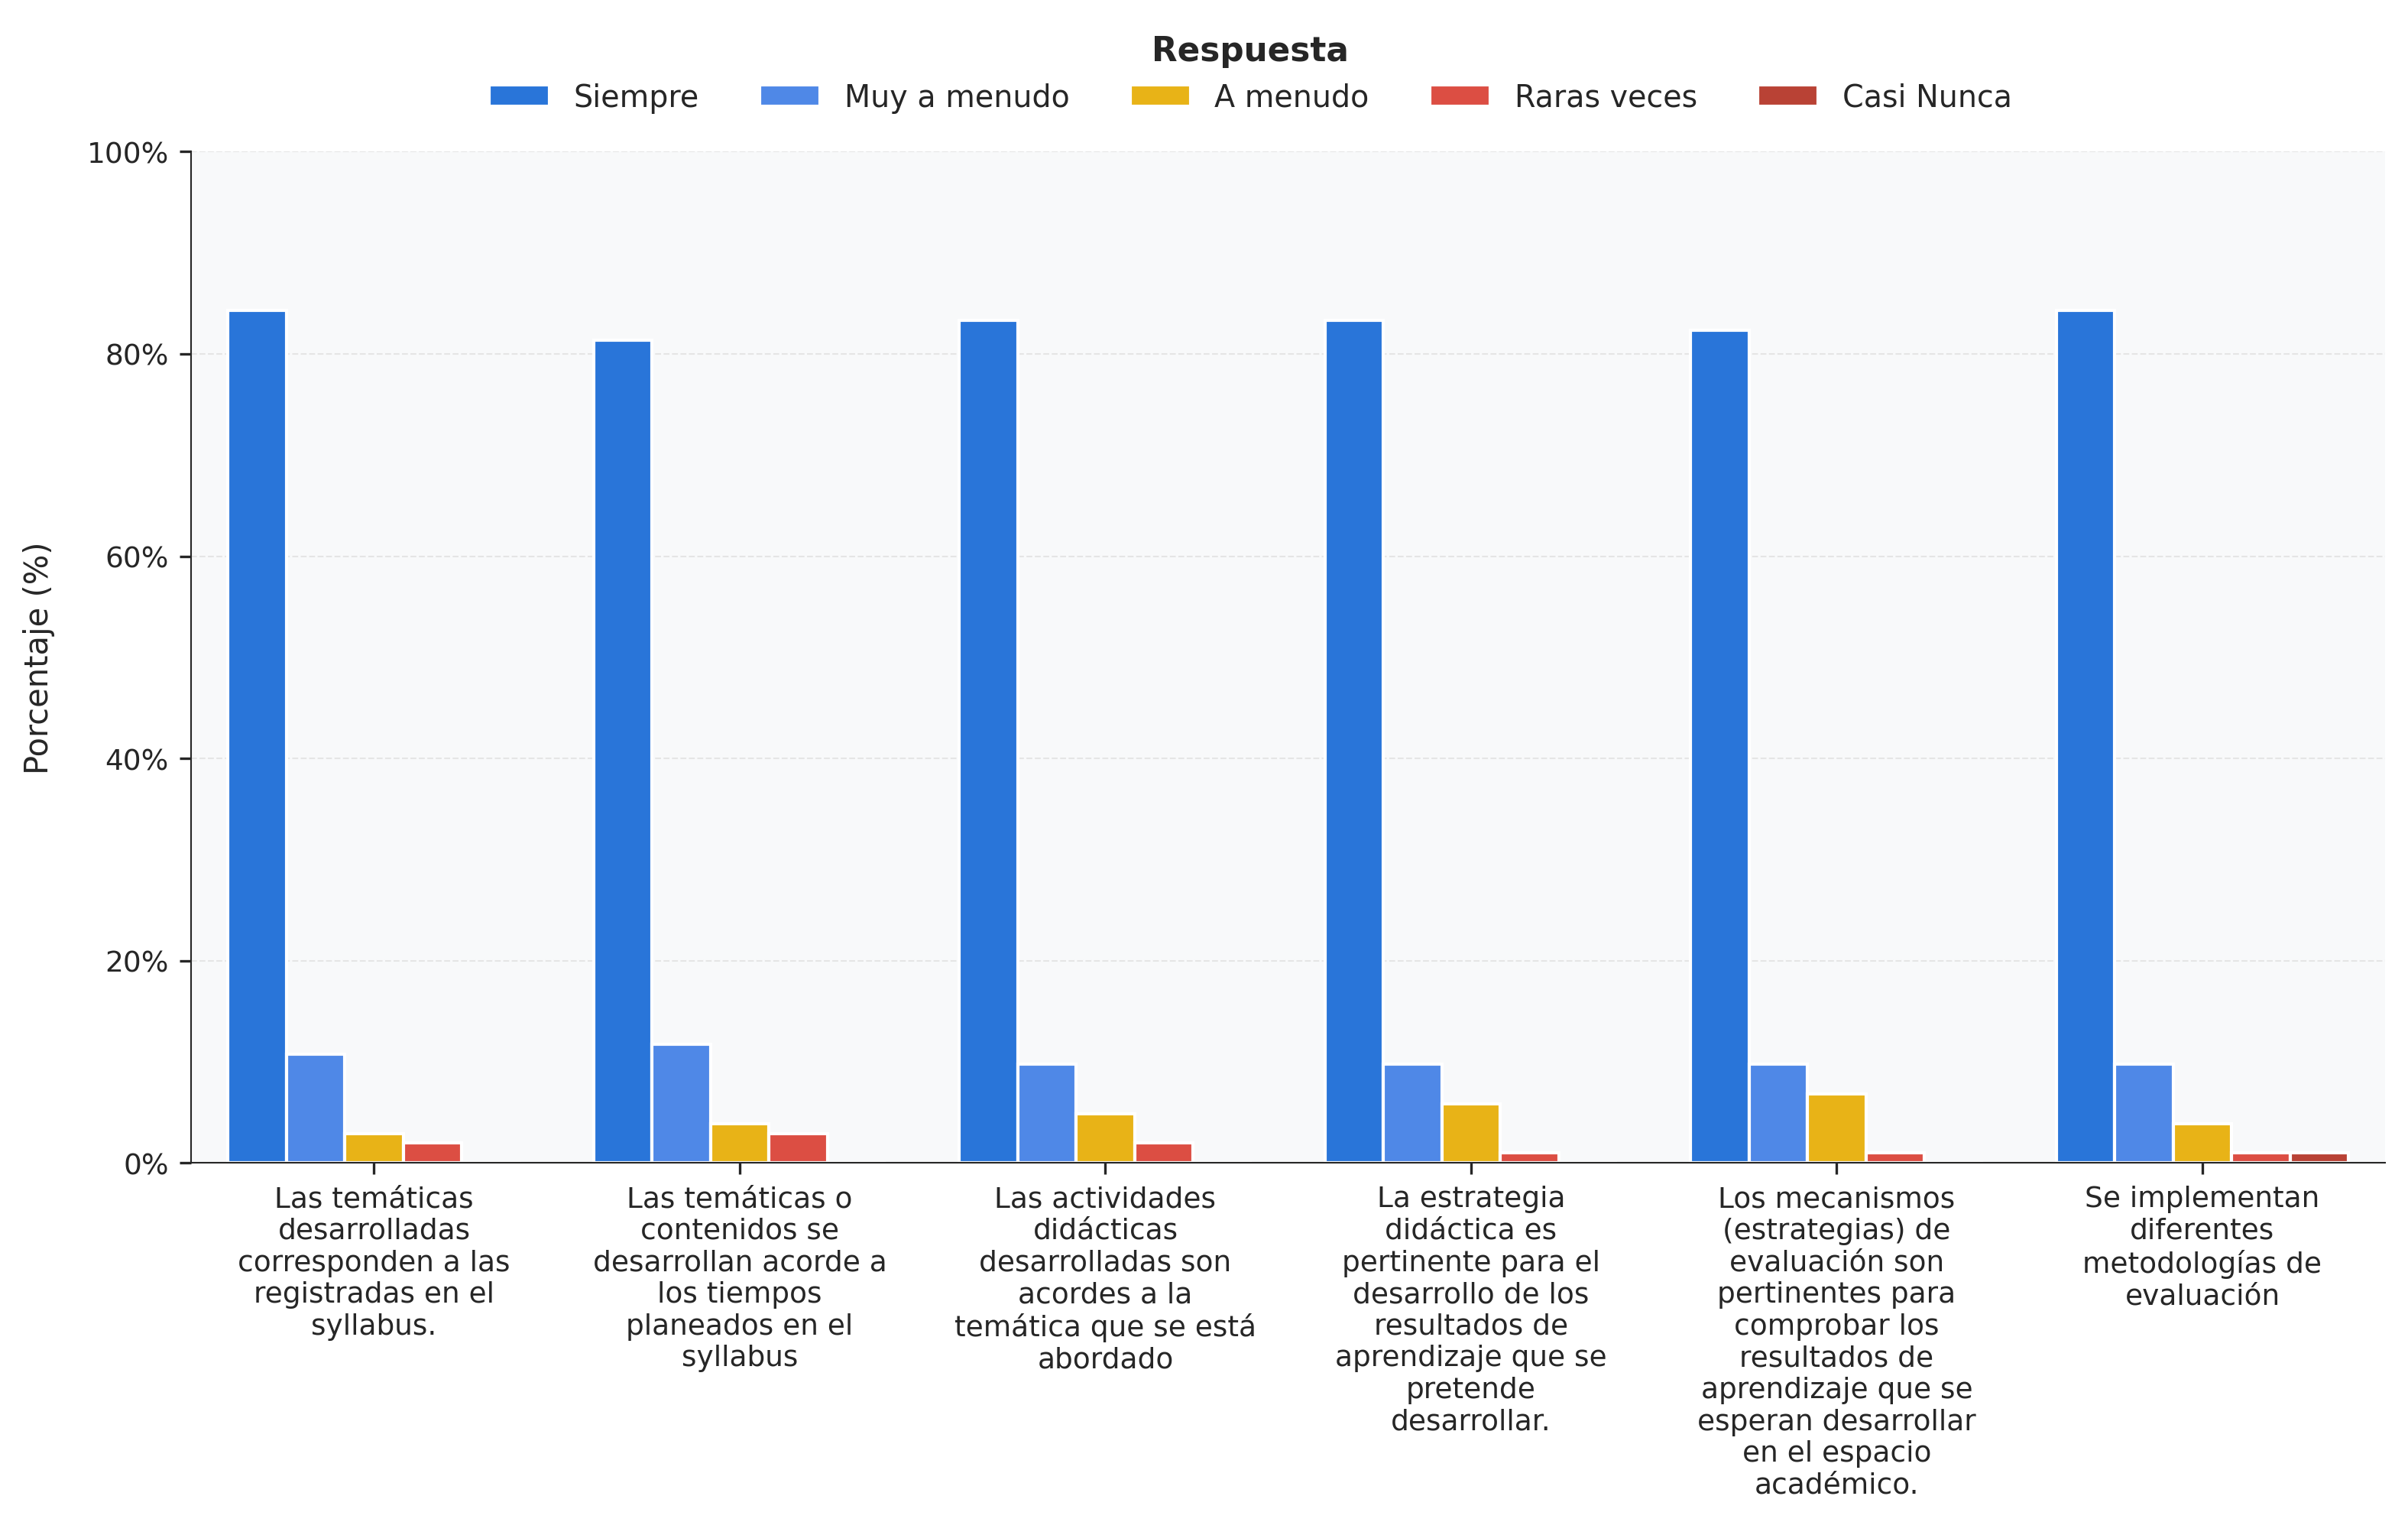 Respuesta
Siempre
Muy a menudo
A menudo
Raras veces
Casi Nunca
Porcentaje (%)
100%
80%
60%
40%
20%
0%
Las temáticas
desarrolladas
corresponden a las
registradas en el
syllabus.
Las temáticas o
contenidos se
desarrollan acorde a
los tiempos
planeados en el
syllabus
Las actividades
didácticas
desarrolladas son
acordes a la
temática que se está
abordado
La estrategia
didáctica es
pertinente para el
desarrollo de los
resultados de
aprendizaje que se
pretende
desarrollar.
Los mecanismos
(estrategias) de
evaluación son
pertinentes para
comprobar los
resultados de
aprendizaje que se
esperan desarrollar
en el espacio
académico.
Se implementan
diferentes
metodologías de
evaluación